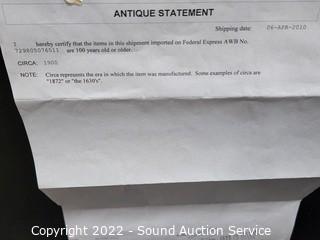 ANTIQUE STATEMENT
Shipping date: 06-APR-2010
I hereby certify that the items in this shipment imported on Federal Express AWB No.
729805076511 are 100 years old or older.
CIRCA: 1900
NOTE: Circa represents the era in which the item was manufactured. Some examples of circa are
"1872" or "the 1630's".
Copyright 2022 - Sound Auction Service